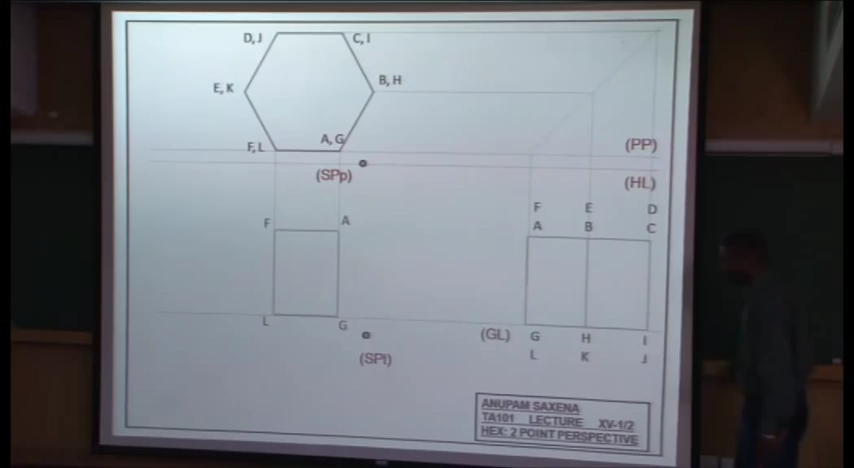 D, J
C, I
E, K
B, H
F, L
A, G
(PP)
(SPp)
(HL)
F
E
D
F
A
A
B
C
L
G
(GL)
G
H
I
(SPl)
L
K
J
ANUPAM SAXENA
TA101 LECTURE XV-1/2
HEX: 2 POINT PERSPECTIVE